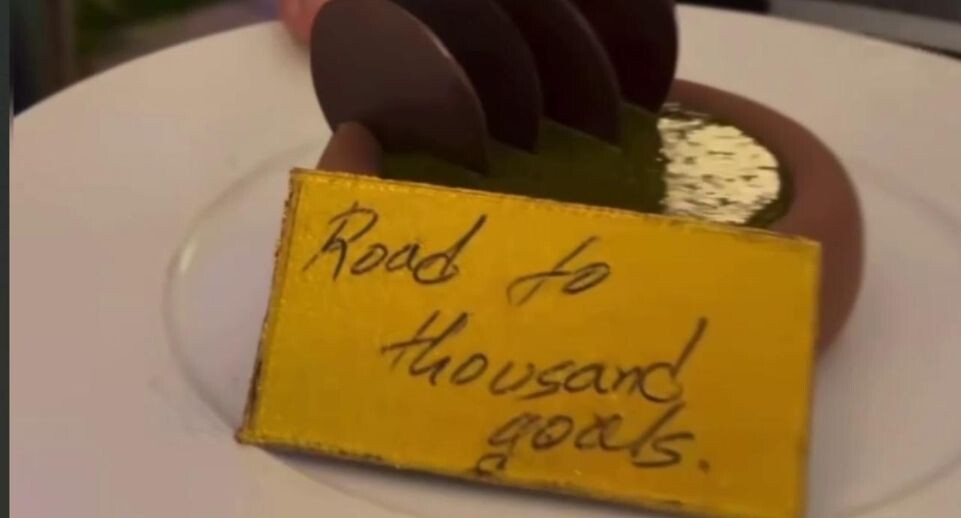 Road to
thousand
goals.